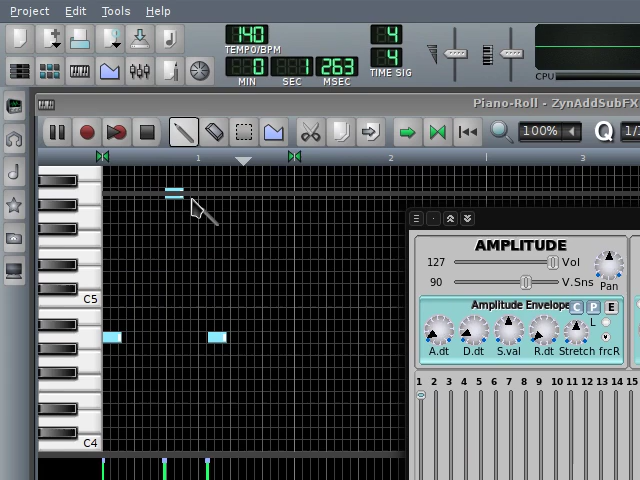 Project Edit Tools Help
140
TEMPO/BPM
4
4
TIME SIG
0 1 263
MIN SEC MSEC
CPU
Piano-Roll - ZynAddSubFX
100%
Q
1/
1 2 3
C5
C4
AMPLITUDE
127 Vol
90 V.Sns
Pan
Amplitude Envelope C P E
L
A.dt D.dt S.val R.dt Stretch frcR
1 2 3 4 5 6 7 8 9 10 11 12 13 14 15